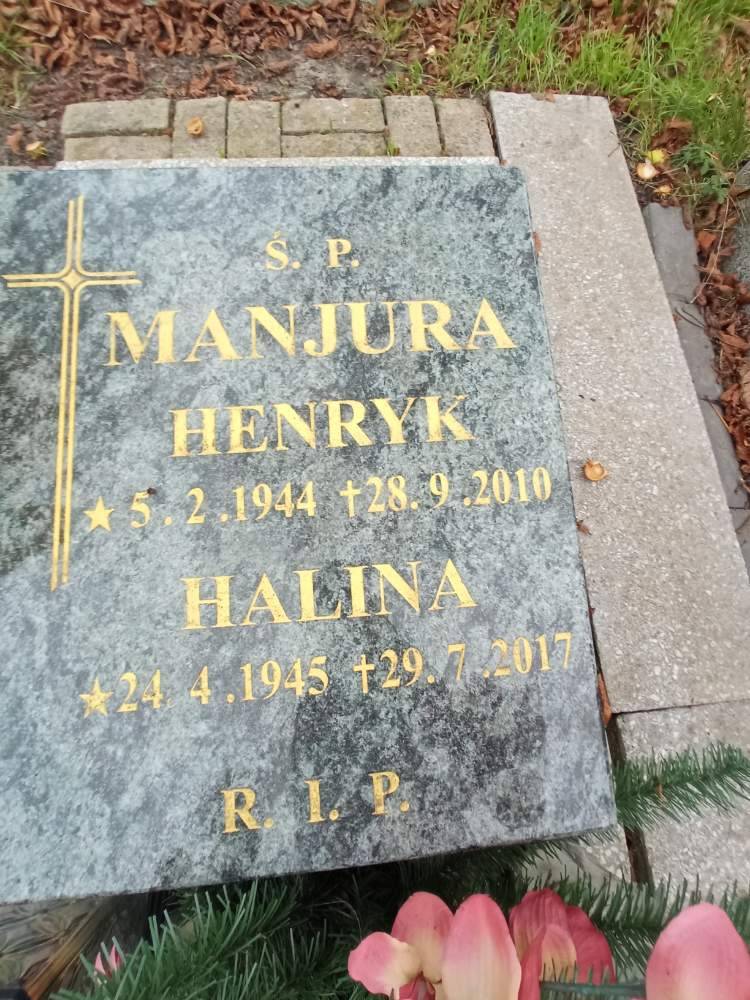 Ś. P.
MANJURA
HENRYK
★ 5.2.1944 †28.9.2010
HALINA
★ 24.4.1945 †29.7.2017
R. I. P.